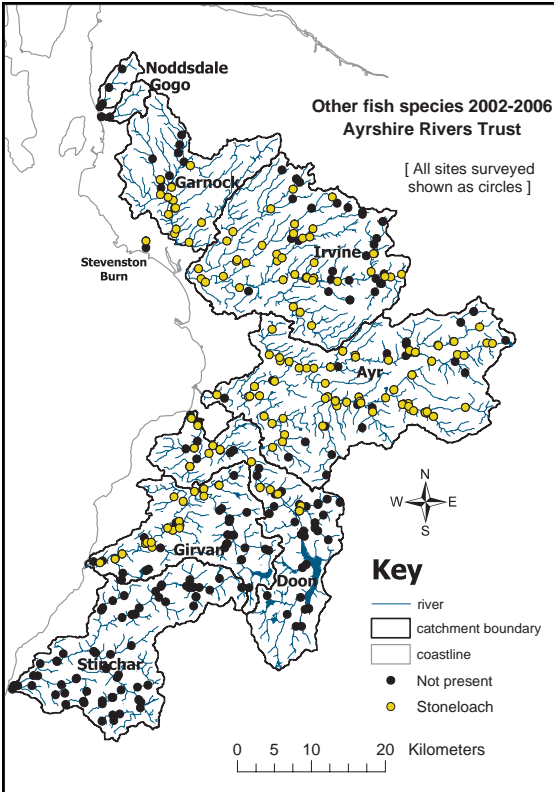 Noddsdale
Gogo
Other fish species 2002-2006
Ayrshire Rivers Trust
[ All sites surveyed
shown as circles ]
Garnock
Irvine
Stevenston
Burn
Ayr
N
W E
S
Girvan
Doon
Stinchar
Key
river
catchment boundary
coastline
Not present
Stoneloach
0 5 10 20 Kilometers